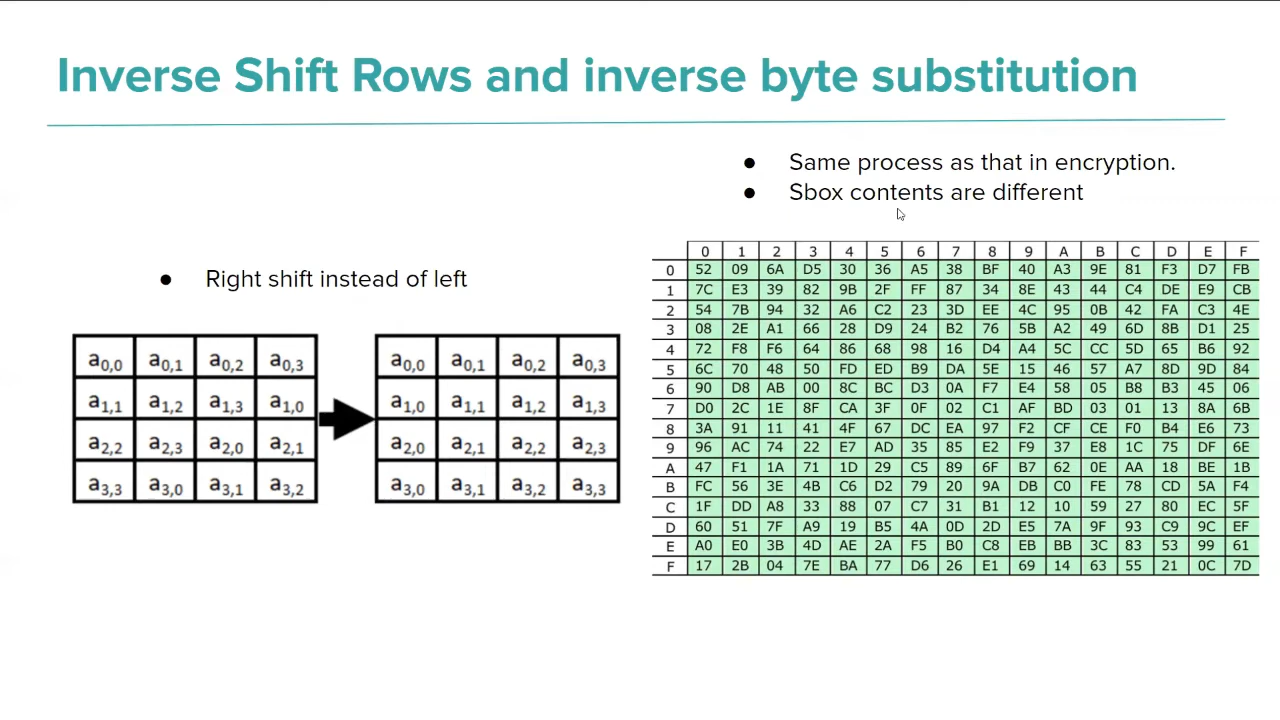 Inverse Shift Rows and inverse byte substitution
● Same process as that in encryption.
● Sbox contents are different
● Right shift instead of left
a0,0 a0,1 a0,2 a0,3
a1,1 a1,2 a1,3 a1,0
a2,2 a2,3 a2,0 a2,1
a3,3 a3,0 a3,1 a3,2
a0,0 a0,1 a0,2 a0,3
a1,0 a1,1 a1,2 a1,3
a2,0 a2,1 a2,2 a2,3
a3,0 a3,1 a3,2 a3,3
0 1 2 3 4 5 6 7 8 9 A B C D E F
0 52 09 6A D5 30 36 A5 38 BF 40 A3 9E 81 F3 D7 FB
1 7C E3 39 82 9B 2F FF 87 34 8E 43 44 C4 DE E9 CB
2 54 7B 94 32 A6 C2 23 3D EE 4C 95 0B 42 FA C3 4E
3 08 2E A1 66 28 D9 24 B2 76 5B A2 49 6D 8B D1 25
4 72 F8 F6 64 86 68 98 16 D4 A4 5C CC 5D 65 B6 92
5 6C 70 48 50 FD ED B9 DA 5E 15 46 57 A7 8D 9D 84
6 90 D8 AB 00 8C BC D3 0A F7 E4 58 05 B8 B3 45 06
7 D0 2C 1E 8F CA 3F 0F 02 C1 AF BD 03 01 13 8A 6B
8 3A 91 11 41 4F 67 DC EA 97 F2 CF CE F0 B4 E6 73
9 96 AC 74 22 E7 AD 35 85 E2 F9 37 E8 1C 75 DF 6E
A 47 F1 1A 71 1D 29 C5 89 6F B7 62 0E AA 18 BE 1B
B FC 56 3E 4B C6 D2 79 20 9A DB C0 FE 78 CD 5A F4
C 1F DD A8 33 88 07 C7 31 B1 12 10 59 27 80 EC 5F
D 60 51 7F A9 19 B5 4A 0D 2D E5 7A 9F 93 C9 9C EF
E A0 E0 3B 4D AE 2A F5 B0 C8 EB BB 3C 83 53 99 61
F 17 2B 04 7E BA 77 D6 26 E1 69 14 63 55 21 0C 7D